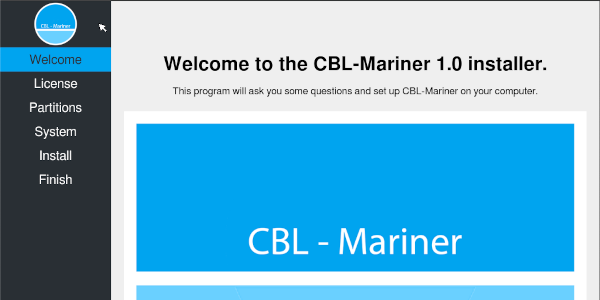 CBL - Mariner
Welcome
License
Partitions
System
Install
Finish
Welcome to the CBL-Mariner 1.0 installer.
This program will ask you some questions and set up CBL-Mariner on your computer.
CBL - Mariner